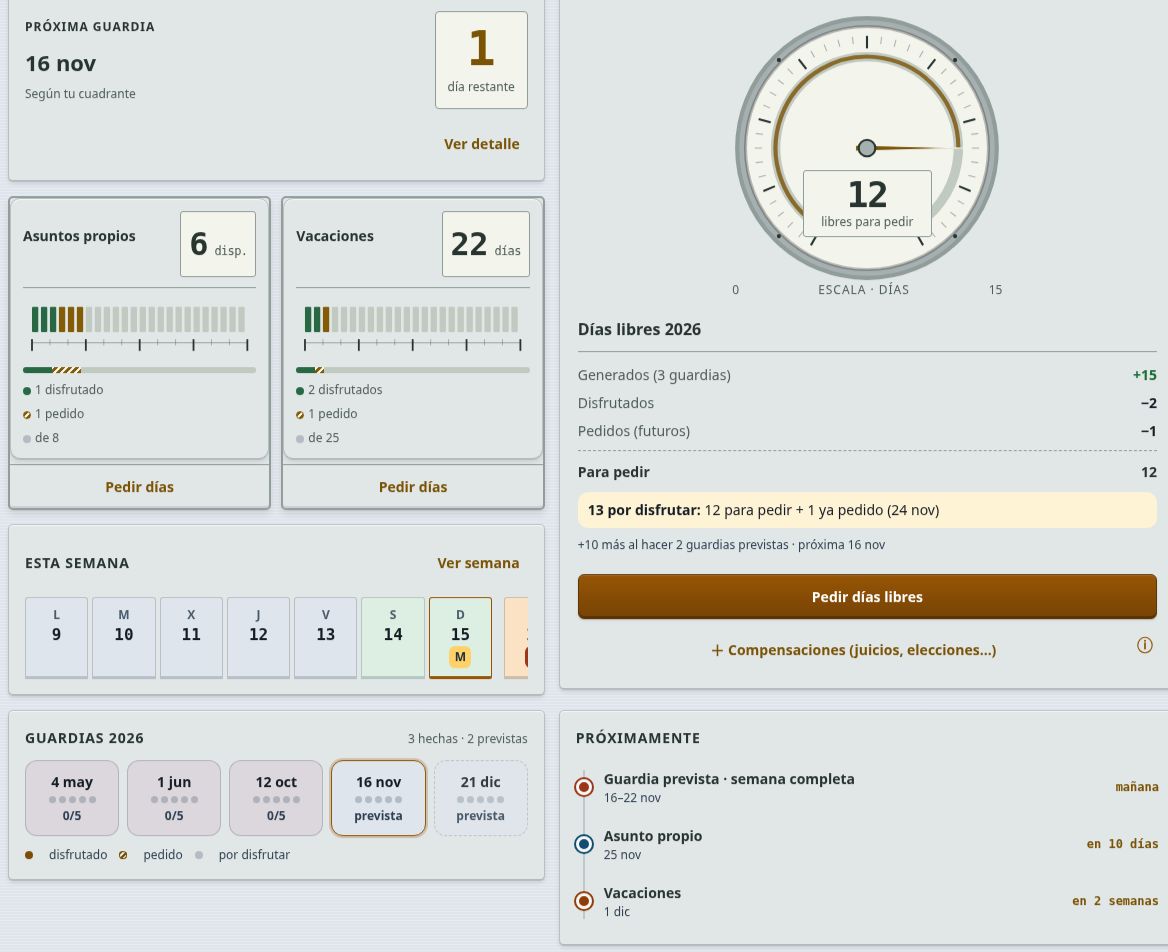 PRÓXIMA GUARDIA
16 nov
Según tu cuadrante
1
día restante
Ver detalle
Asuntos propios
6 disp.
1 disfrutado
1 pedido
de 8
Pedir días
Vacaciones
22 días
2 disfrutados
1 pedido
de 25
Pedir días
ESTA SEMANA
Ver semana
L M X J V S D
9 10 11 12 13 14 15
M
GUARDIAS 2026
3 hechas · 2 previstas
4 may 1 jun 12 oct 16 nov 21 dic
0/5 0/5 0/5 prevista prevista
disfrutado pedido por disfrutar
12
libres para pedir
0 ESCALA · DÍAS 15
Días libres 2026
Generados (3 guardias) +15
Disfrutados −2
Pedidos (futuros) −1
Para pedir 12
13 por disfrutar: 12 para pedir + 1 ya pedido (24 nov)
+10 más al hacer 2 guardias previstas · próxima 16 nov
Pedir días libres
+ Compensaciones (juicios, elecciones...)
PRÓXIMAMENTE
Guardia prevista · semana completa
16–22 nov
mañana
Asunto propio
25 nov
en 10 días
Vacaciones
1 dic
en 2 semanas